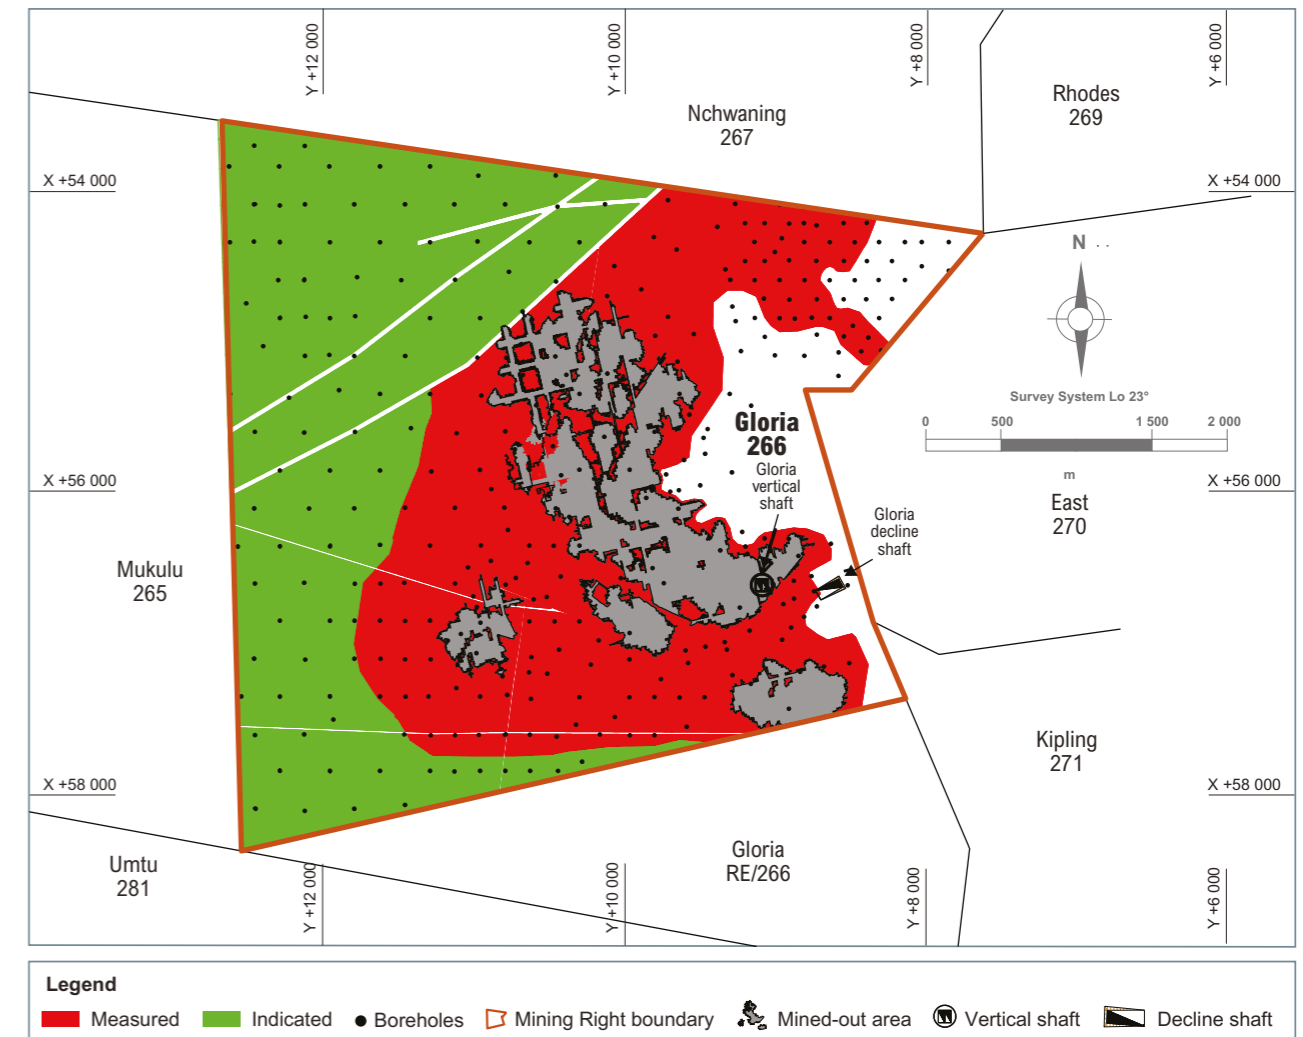 Y +12 000
Y +10 000
Y +8 000
Y +6 000
Rhodes
269
Nchwaning
267
X +54 000
X +54 000
N
Survey System Lo 23°
0 500 1500 2 000
m
Gloria
266
Gloria
vertical
shaft
X +56 000
X +56 000
East
270
Gloria
decline
shaft
Mukulu
265
Kipling
271
X +58 000
X +58 000
Umtu
281
Gloria
RE/266
Y +12 000
Y +10 000
Y +8 000
Y +6 000
Legend
Measured Indicated Boreholes Mining Right boundary Mined-out area Vertical shaft Decline shaft